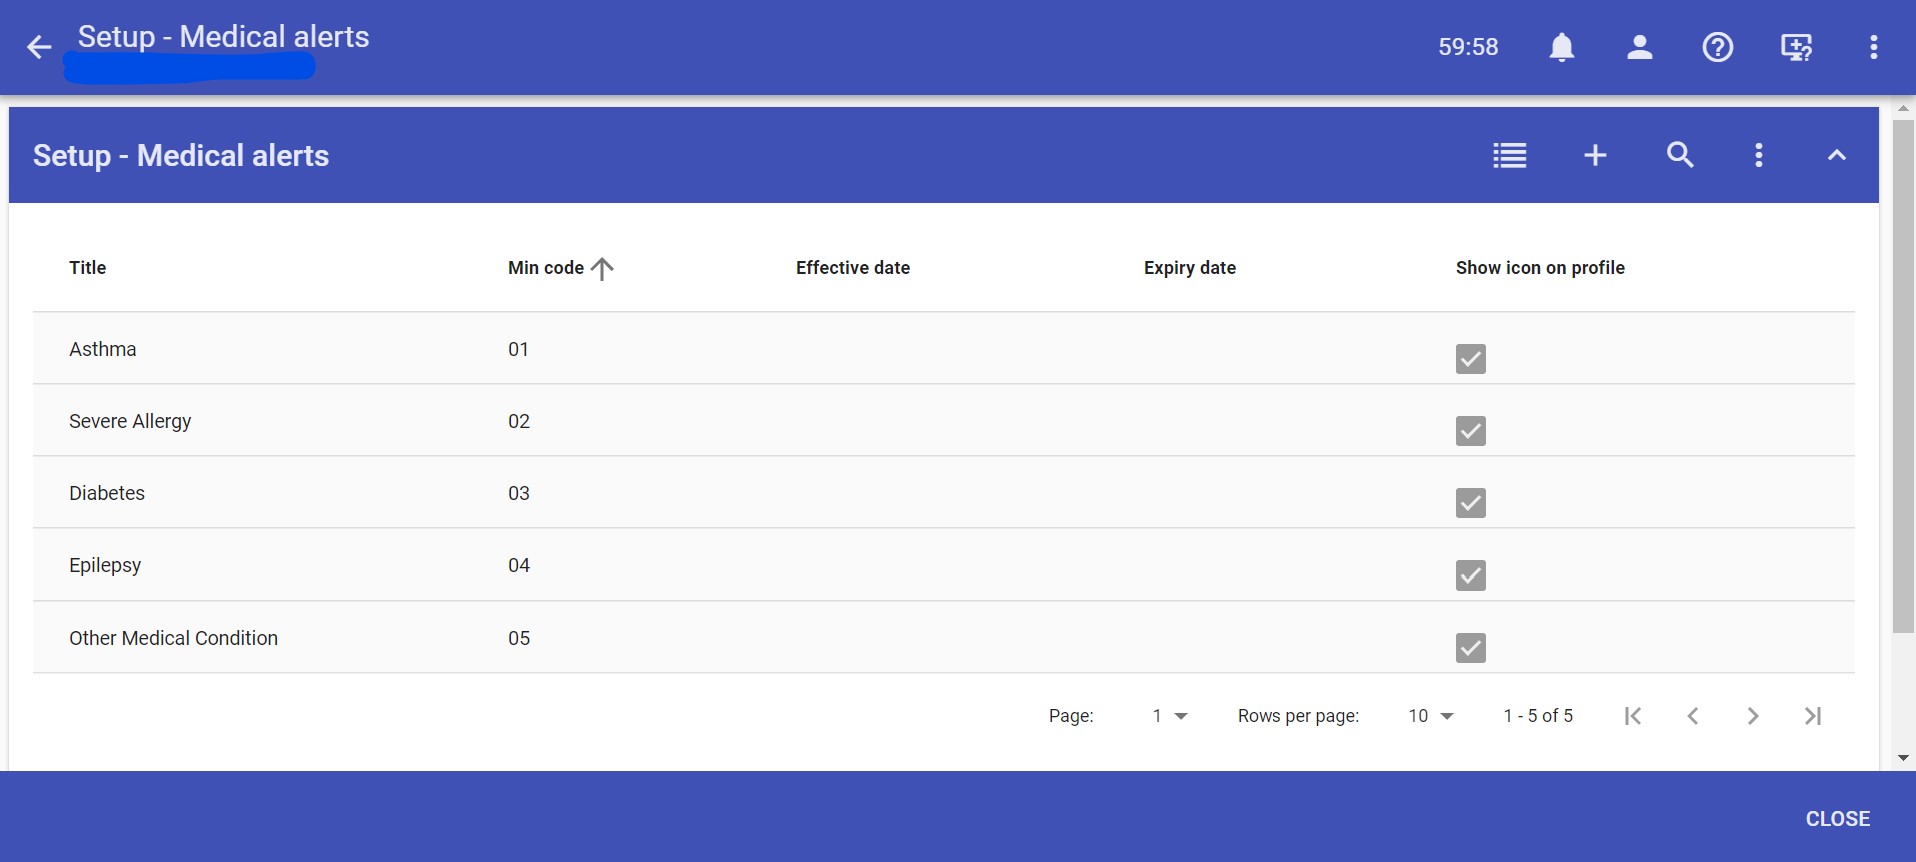 Setup - Medical alerts
59:58
Setup - Medical alerts
Title Min code Effective date Expiry date Show icon on profile
Asthma 01
Severe Allergy 02
Diabetes 03
Epilepsy 04
Other Medical Condition 05
Page: 1 Rows per page: 10 1 - 5 of 5
CLOSE